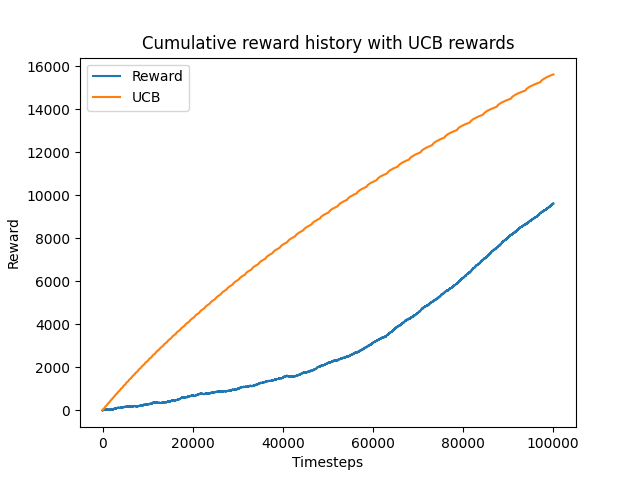 Cumulative reward history with UCB rewards
Reward
UCB
16000
14000
12000
10000
8000
6000
4000
2000
0
Reward
0 20000 40000 60000 80000 100000
Timesteps